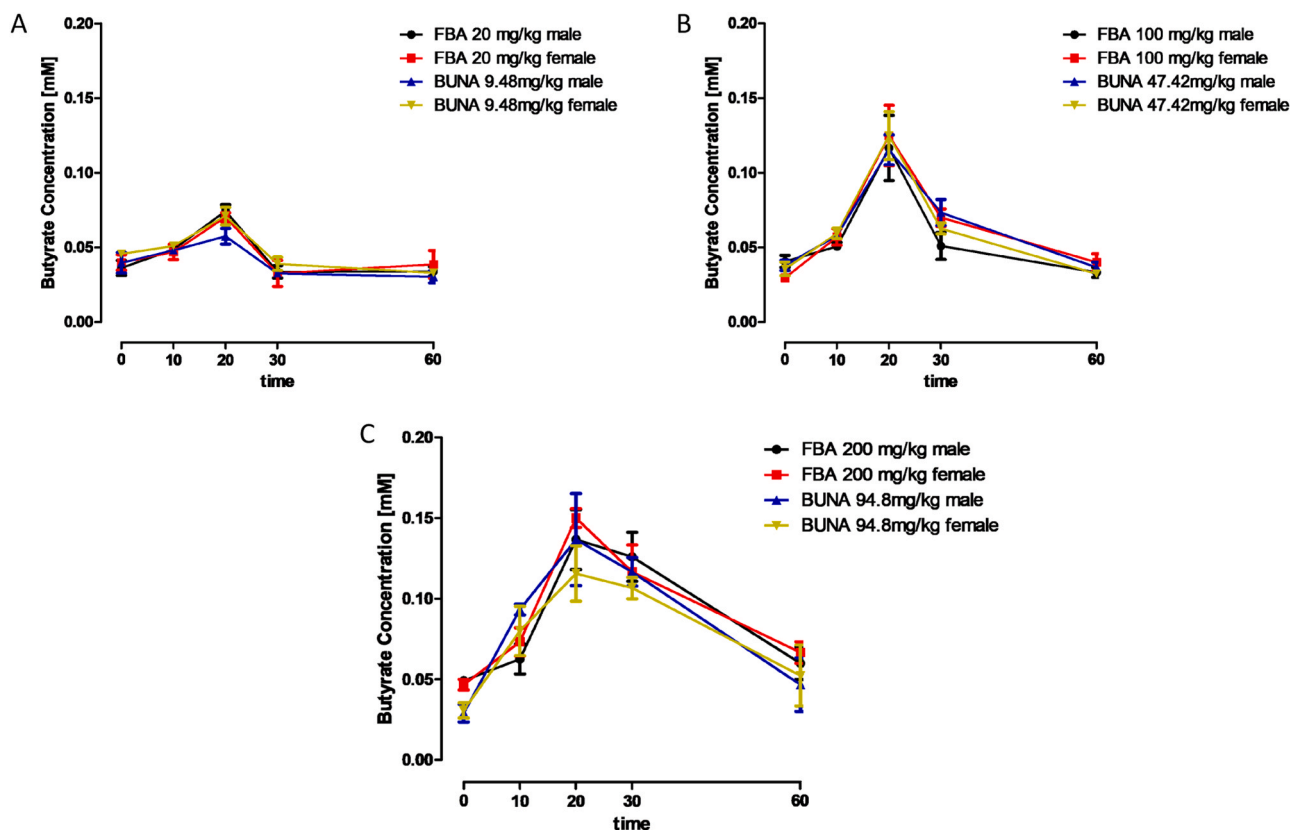 A
FBA 20 mg/kg male
FBA 20 mg/kg female
BUNA 9.48mg/kg male
BUNA 9.48mg/kg female
Butyrate Concentration [mM]
0.20
0.15
0.10
0.05
0.00
0 10 20 30 60
time
B
FBA 100 mg/kg male
FBA 100 mg/kg female
BUNA 47.42mg/kg male
BUNA 47.42mg/kg female
Butyrate Concentration [mM]
0.20
0.15
0.10
0.05
0.00
0 10 20 30 60
time
C
FBA 200 mg/kg male
FBA 200 mg/kg female
BUNA 94.8mg/kg male
BUNA 94.8mg/kg female
Butyrate Concentration [mM]
0.20
0.15
0.10
0.05
0.00
0 10 20 30 60
time